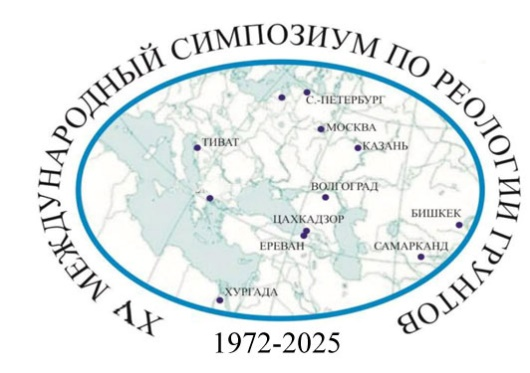 XV МЕЖДУНАРОДНЫЙ СИМПОЗИУМ ПО РЕОЛОГИИ ГРУНТОВ
С.-ПЕТЕРБУРГ
МОСКВА
ТИВАТ
КАЗАНЬ
ВОЛГОГРАД
БИШКЕК
ЦАХКАДЗОР
ЕРЕВАН
САМАРКАНД
ХУРГАДА
1972-2025